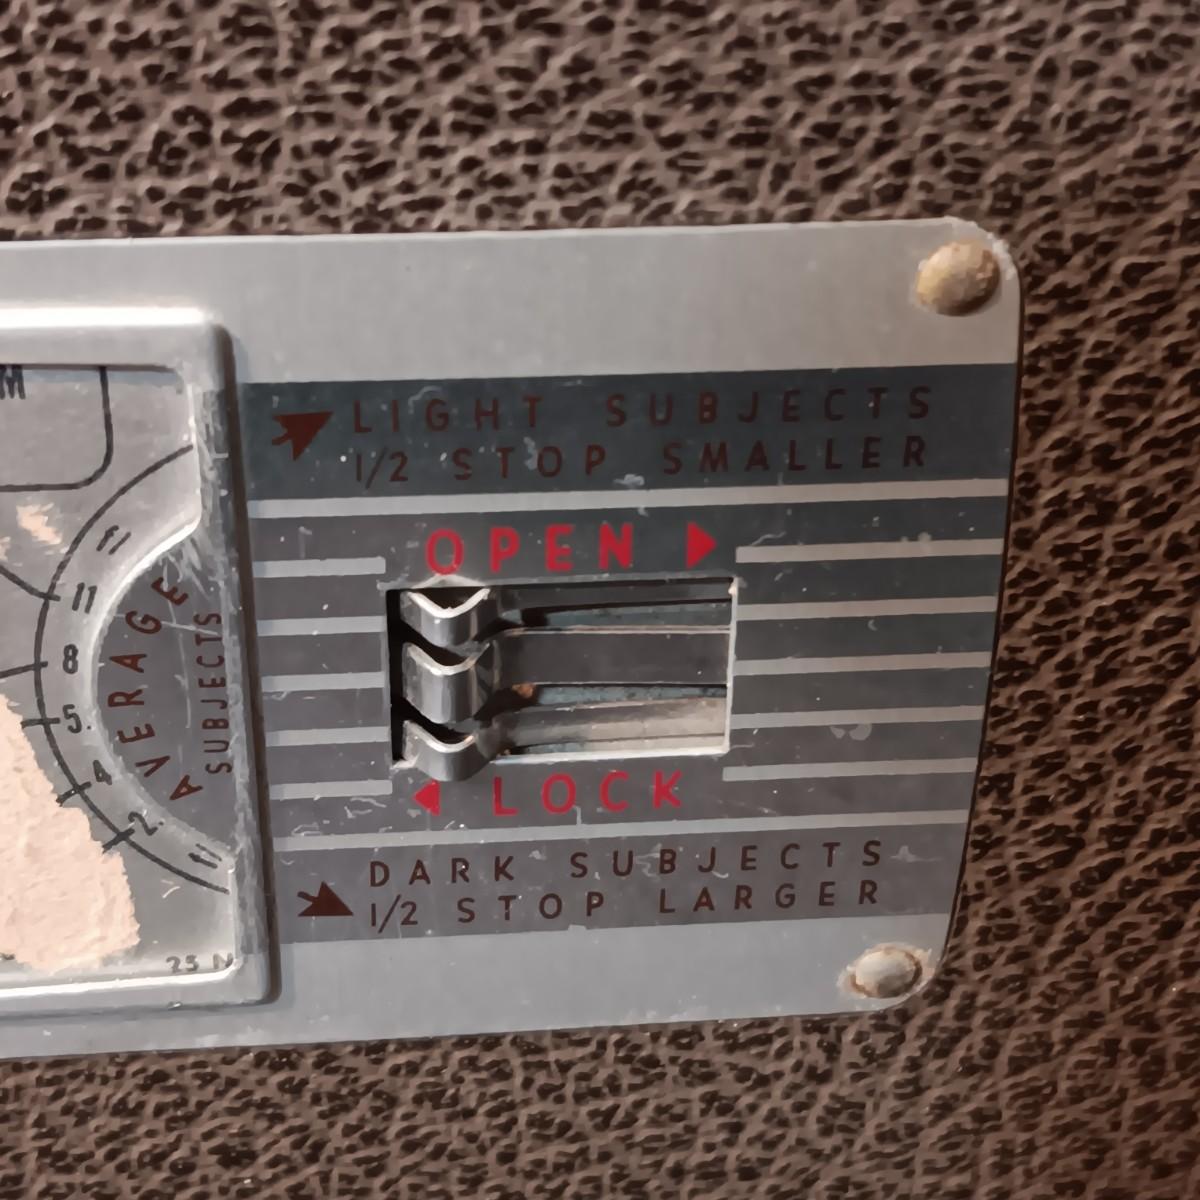 M
LIGHT SUBJECTS
1/2 STOP SMALLER
OPEN
LOCK
DARK SUBJECTS
1/2 STOP LARGER
f/
11
8
5.
4
2.
f/
AVERAGE
SUBJECTS
25